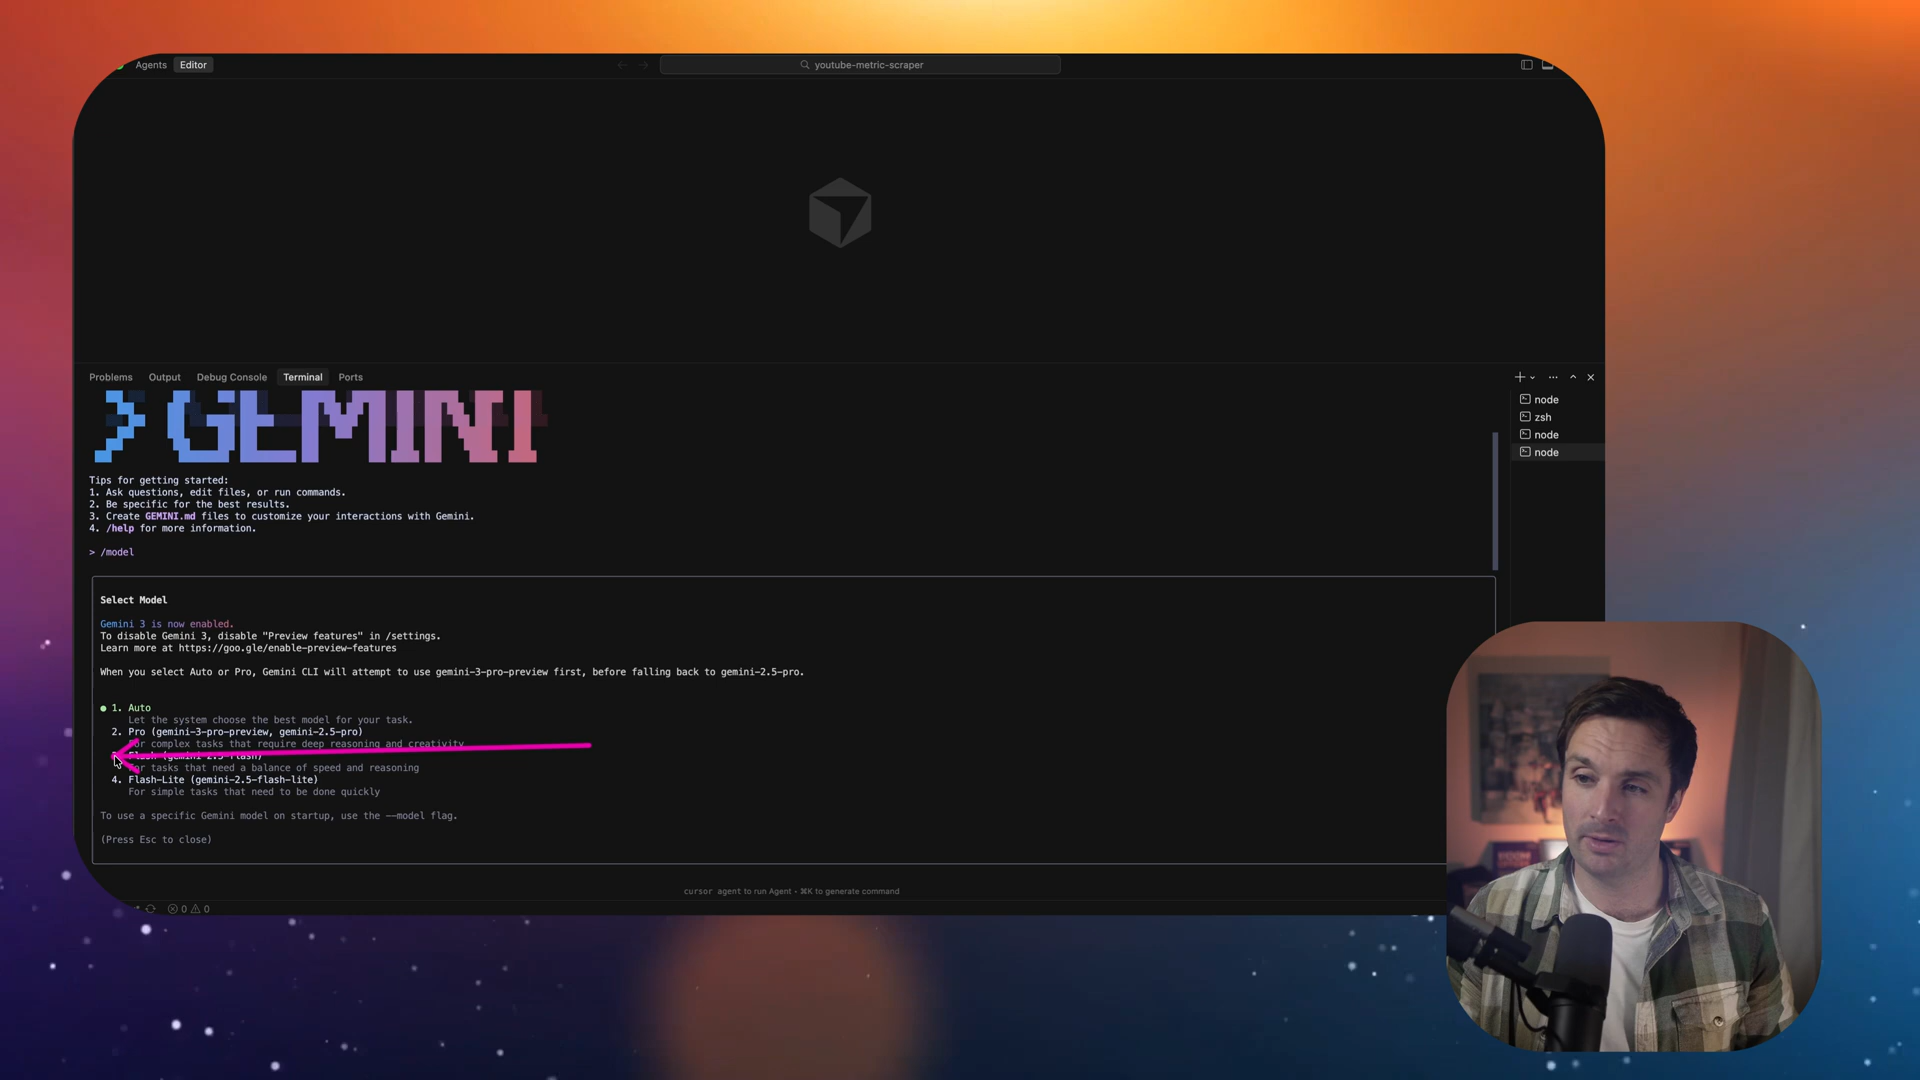 Agents Editor
youtube-metric-scraper
Problems Output Debug Console Terminal Ports
GEMINI
node
zsh
node
node
Tips for getting started:
1. Ask questions, edit files, or run commands.
2. Be specific for the best results.
3. Create GEMINI.md files to customize your interactions with Gemini.
4. /help for more information.
> /model
Select Model
Gemini 3 is now enabled.
To disable Gemini 3, disable "Preview features" in /settings.
Learn more at https://goo.gle/enable-preview-features
When you select Auto or Pro, Gemini CLI will attempt to use gemini-3-pro-preview first, before falling back to gemini-2.5-pro.
● 1. Auto
Let the system choose the best model for your task.
2. Pro (gemini-3-pro-preview, gemini-2.5-pro)
For complex tasks that require deep reasoning and creativity
Flash (gemini-2.5-flash)
For tasks that need a balance of speed and reasoning
4. Flash-Lite (gemini-2.5-flash-lite)
For simple tasks that need to be done quickly
To use a specific Gemini model on startup, use the --model flag.
(Press Esc to close)
cursor agent to run Agent • ⌘K to generate command
0 0